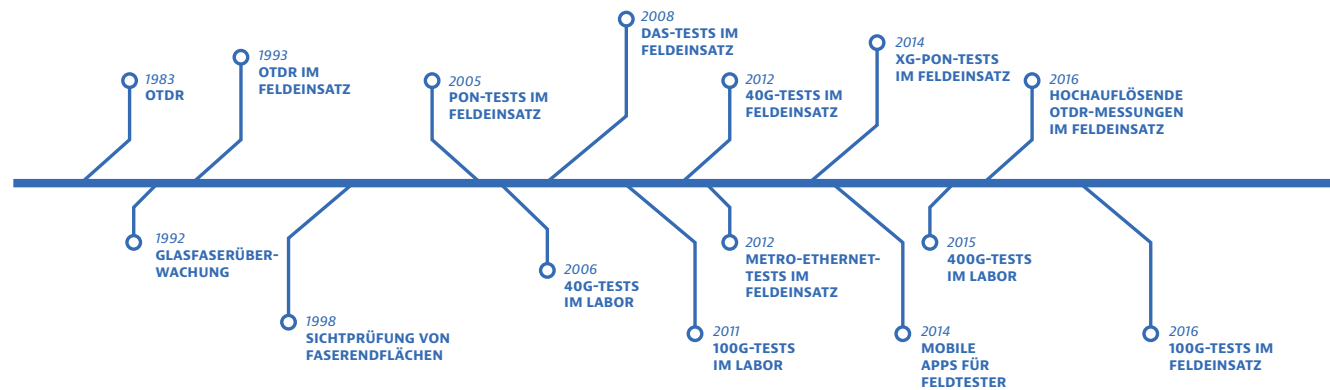 1983
OTDR
1993
OTDR IM
FELDEINSATZ
2005
PON-TESTS IM
FELDEINSATZ
2008
DAS-TESTS IM
FELDEINSATZ
2012
40G-TESTS IM
FELDEINSATZ
2014
XG-PON-TESTS
IM FELDEINSATZ
2016
HOCHAUFLÖSENDE
OTDR-MESSUNGEN
IM FELDEINSATZ
1992
GLASFASERÜBER-
WACHUNG
1998
SICHTPRÜFUNG VON
FASERENDFLÄCHEN
2006
40G-TESTS
IM LABOR
2011
100G-TESTS
IM LABOR
2012
METRO-ETHERNET-
TESTS IM
FELDEINSATZ
2014
MOBILE
APPS FÜR
FELDTESTER
2015
400G-TESTS
IM LABOR
2016
100G-TESTS IM
FELDEINSATZ